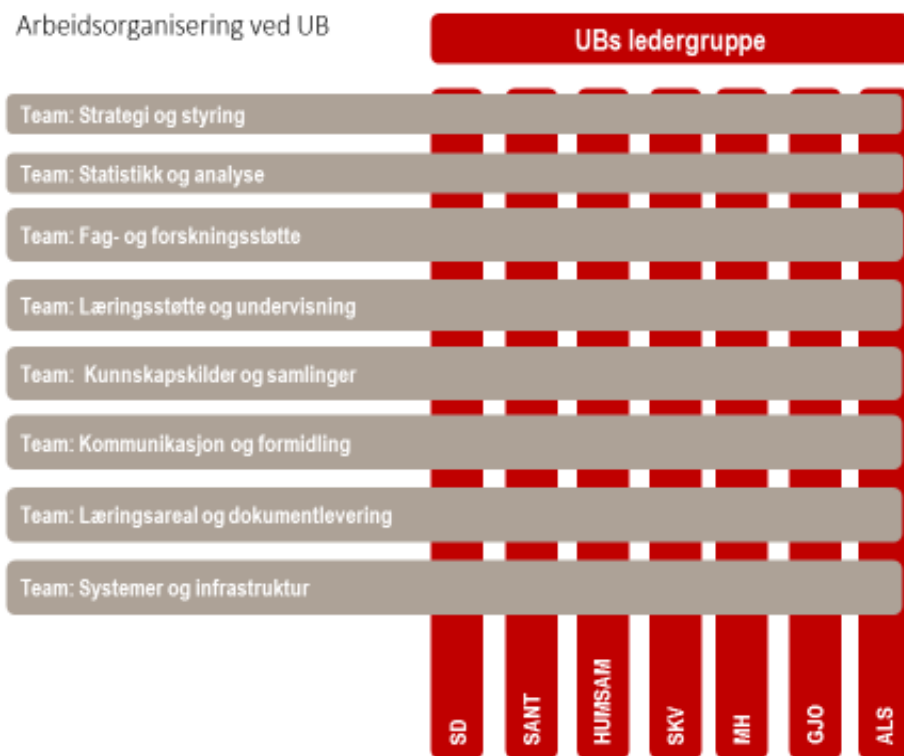 Arbeidsorganisering ved UB
UBs ledergruppe
Team: Strategi og styring
Team: Statistikk og analyse
Team: Fag- og forskningsstøtte
Team: Læringsstøtte og undervisning
Team: Kunnskapskilder og samlinger
Team: Kommunikasjon og formidling
Team: Læringsareal og dokumentlevering
Team: Systemer og infrastruktur
SD
SANT
HUMSAM
SKV
MH
GJO
ALS